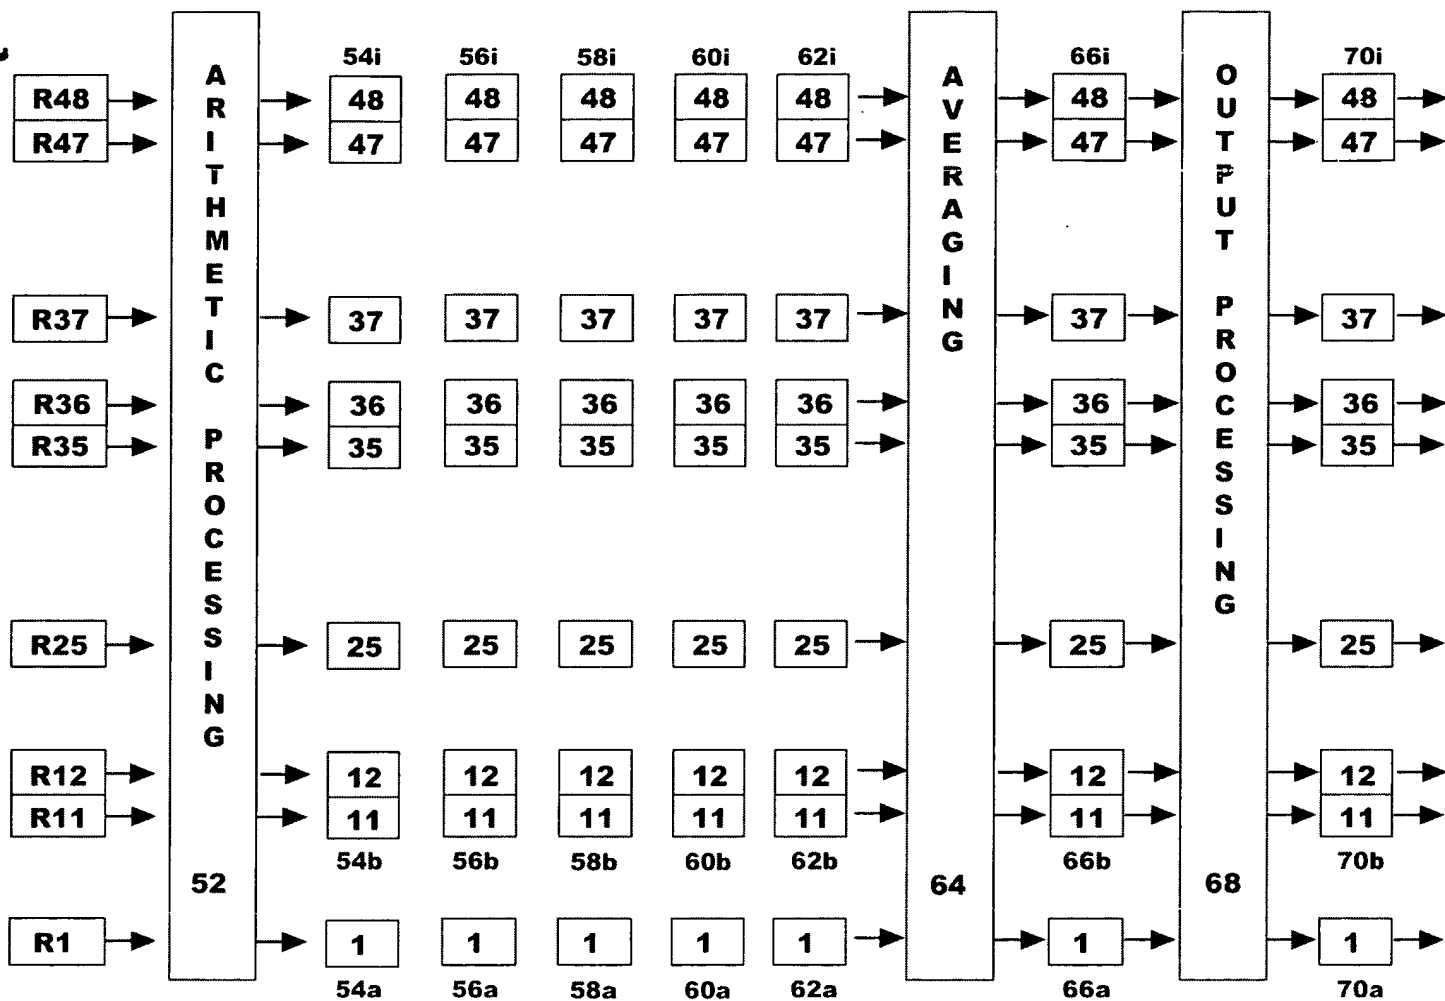 54i 56i 58i 60i 62i 66i 70i
R48 48 48 48 48 48 48 48
R47 47 47 47 47 47 47 47
R37 37 37 37 37 37 37 37
R36 36 36 36 36 36 36 36
R35 35 35 35 35 35 35 35
R25 25 25 25 25 25 25 25
R12 12 12 12 12 12 12 12
R11 11 11 11 11 11 11 11
54b 56b 58b 60b 62b 66b 70b
R1 1 1 1 1 1 1 1
54a 56a 58a 60a 62a 66a 70a
ARITHMETIC PROCESSING
52
AVERAGING
64
OUTPUT PROCESSING
68